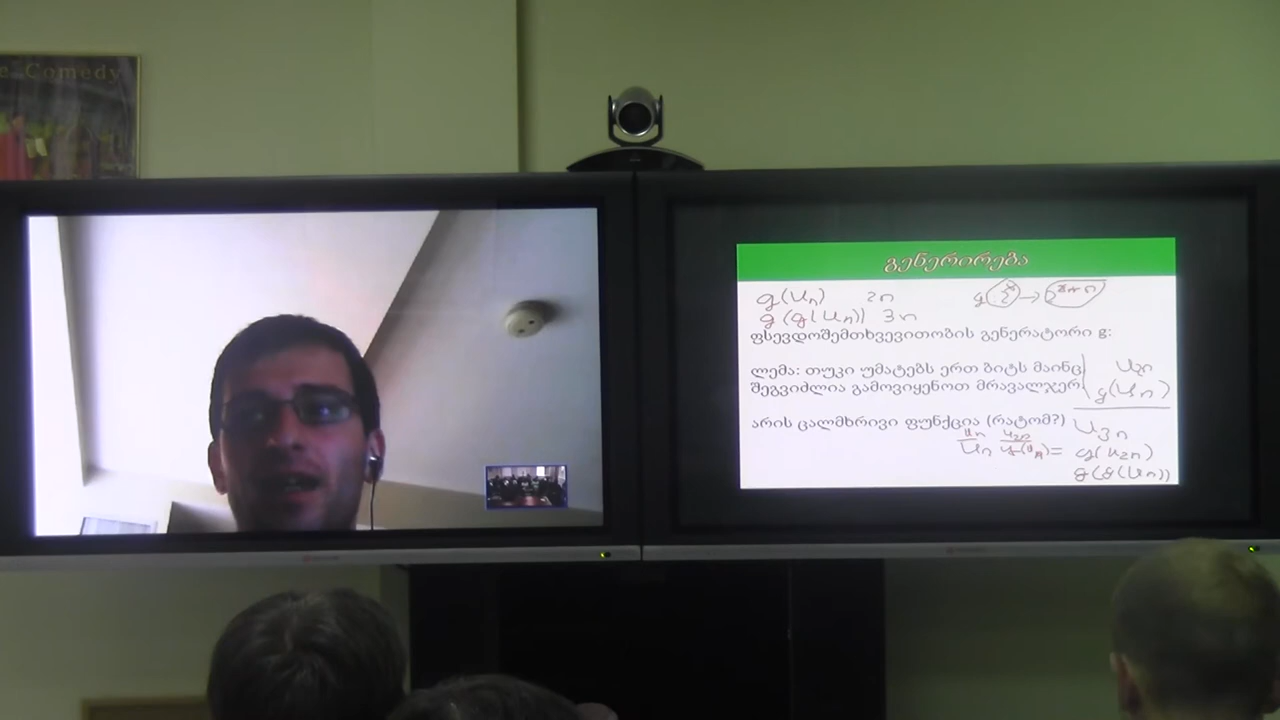 e Comedy
გენერირება
g(Un) 2n
g(g(Un)) 3n
ფსევდოშემთხვევითობის გენერატორი g:
ლემა: თუკი უმატებს ერთ ბიტს მაინც
შეგვიძლია გამოვიყენოთ მრავალჯერ
U2n
g(Un)
არის ცალმხრივი ფუნქცია (რატომ?)
U3n
g(U2n)
g(g(Un))